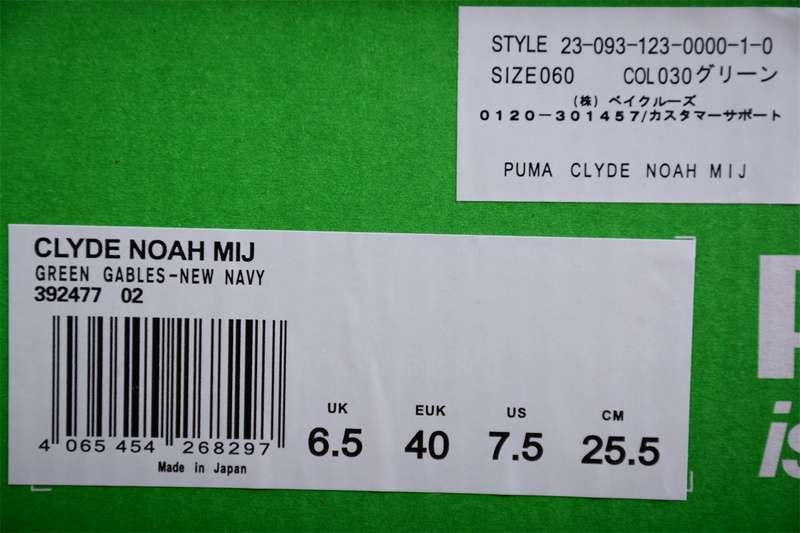 STYLE 23-093-123-0000-1-0
SIZE060 COL030グリーン
(株) ベイクルーズ
0120-301457/カスタマーサポート
PUMA CLYDE NOAH MIJ
CLYDE NOAH MIJ
GREEN GABLES-NEW NAVY
392477 02
4 065 454 268297
Made in Japan
UK EUK US CM
6.5 40 7.5 25.5
is